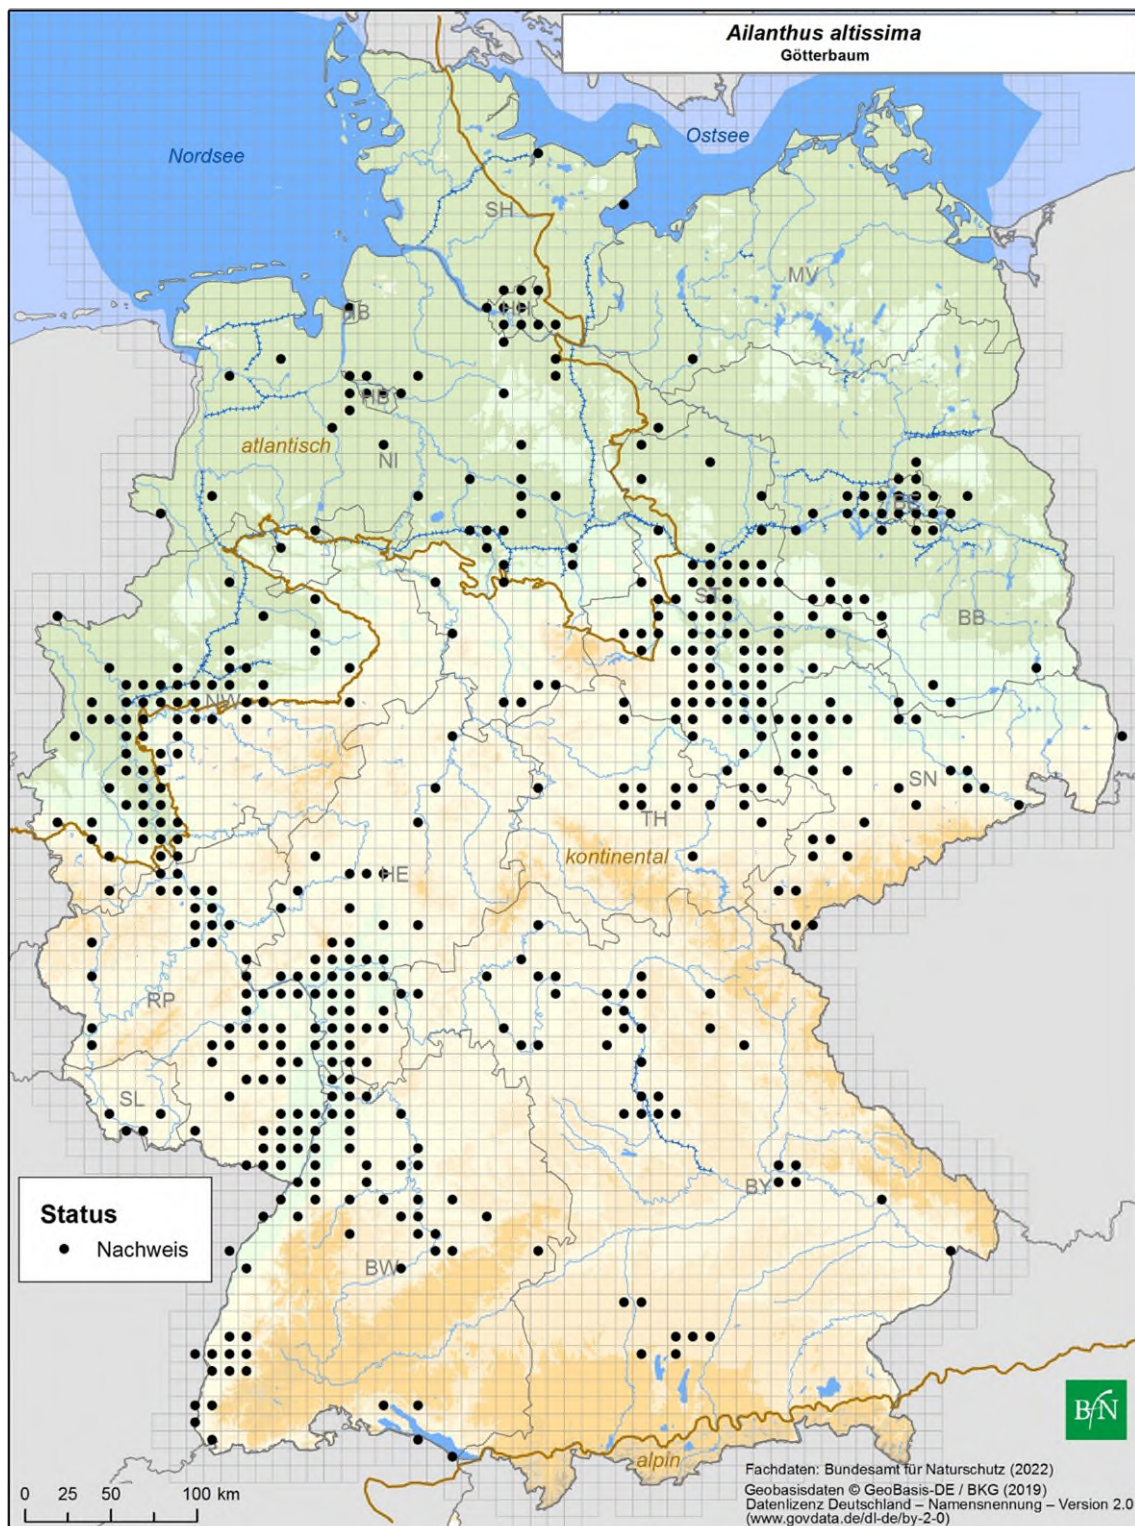 Ailanthus altissima
Götterbaum
Ostsee
Nordsee
SH
MV
HB
HH
HB
atlantisch
NI
BE
ST
BB
NW
SN
TH
kontinental
HE
RP
SL
Status
Nachweis
BY
BW
BfN
alpin
Fachdaten: Bundesamt für Naturschutz (2022)
Geobasisdaten © GeoBasis-DE / BKG (2019)
Datenlizenz Deutschland – Namensnennung – Version 2.0
(www.govdata.de/dl-de/by-2-0)
0 25 50 100 km